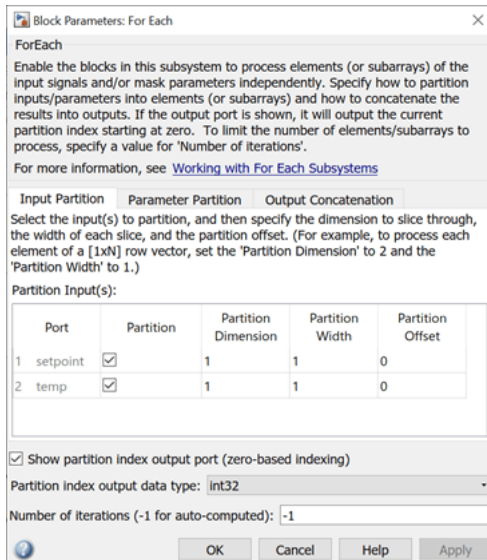 Block Parameters: For Each
ForEach
Enable the blocks in this subsystem to process elements (or subarrays) of the
input signals and/or mask parameters independently. Specify how to partition
inputs/parameters into elements (or subarrays) and how to concatenate the
results into outputs. If the output port is shown, it will output the current
partition index starting at zero. To limit the number of elements/subarrays to
process, specify a value for 'Number of iterations'.
For more information, see Working with For Each Subsystems
Input Partition Parameter Partition Output Concatenation
Select the input(s) to partition, and then specify the dimension to slice through,
the width of each slice, and the partition offset. (For example, to process each
element of a [1xN] row vector, set the 'Partition Dimension' to 2 and the
'Partition Width' to 1.)
Partition Input(s):
Port Partition Partition Dimension Partition Width Partition Offset
1 setpoint 1 1 0
2 temp 1 1 0
Show partition index output port (zero-based indexing)
Partition index output data type: int32
Number of iterations (-1 for auto-computed): -1
OK Cancel Help Apply